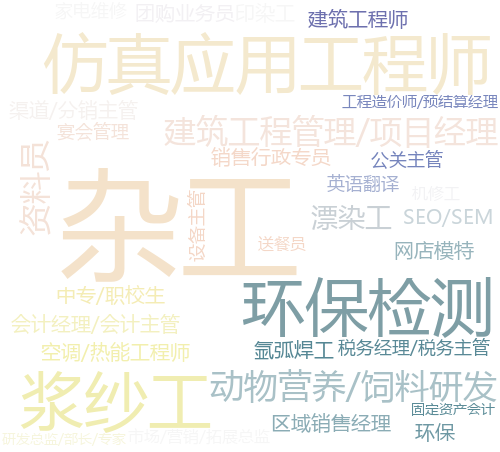 家电维修
团购业务员
印染工
建筑工程师
仿真应用工程师
工程造价师/预结算经理
渠道/分销主管
宴会管理
建筑工程管理/项目经理
销售行政专员
公关主管
资料员
杂工
英语翻译
机修工
设备主管
漂染工
SEO/SEM
送餐员
网店模特
环保检测
中专/职校生
会计经理/会计主管
空调/热能工程师
氩弧焊工
税务经理/税务主管
浆纱工
动物营养/饲料研发
固定资产会计
区域销售经理
环保
研发总监/部长/专家
市场/营销/拓展总监